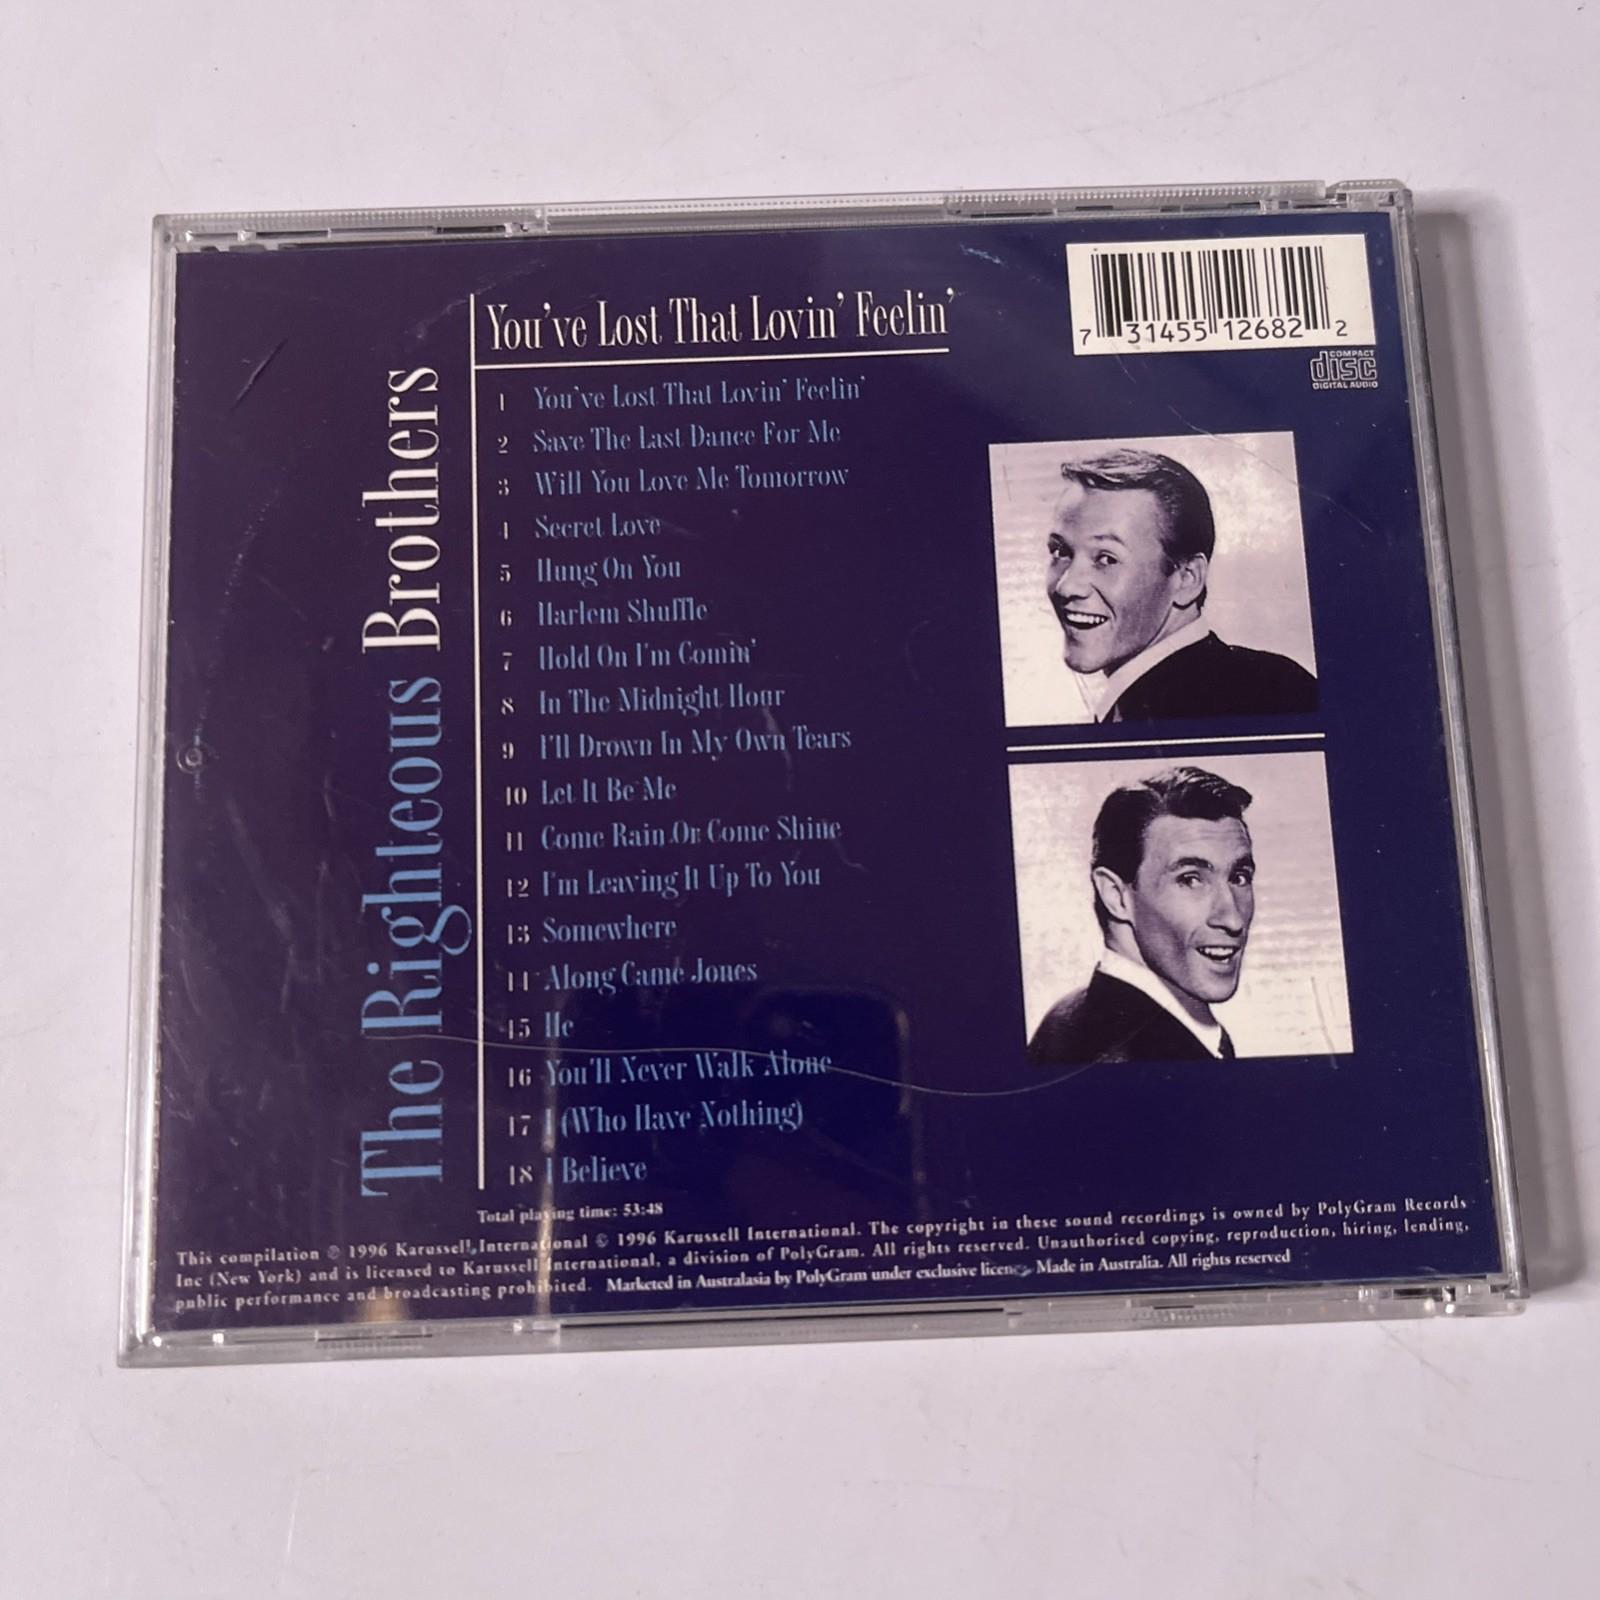 The Righteous Brothers
You've Lost That Lovin' Feelin'
1 You've Lost That Lovin' Feelin'
2 Save The Last Dance For Me
3 Will You Love Me Tomorrow
4 Secret Love
5 Hung On You
6 Harlem Shuffle
7 Hold On I'm Comin'
8 In The Midnight Hour
9 I'll Drown In My Own Tears
10 Let It Be Me
11 Come Rain Or Come Shine
12 I'm Leaving It Up To You
13 Somewhere
14 Along Came Jones
15 He
16 You'll Never Walk Alone
17 I (Who Have Nothing)
18 I Believe
Total playing time: 53:48
7 31455 12682 2
COMPACT
disc
DIGITAL AUDIO
This compilation ℗ 1996 Karussell International © 1996 Karussell International. The copyright in these sound recordings is owned by PolyGram Records
Inc (New York) and is licensed to Karussell International, a division of PolyGram. All rights reserved. Unauthorised copying, reproduction, hiring, lending,
public performance and broadcasting prohibited. Marketed in Australasia by PolyGram under exclusive licence. Made in Australia. All rights reserved